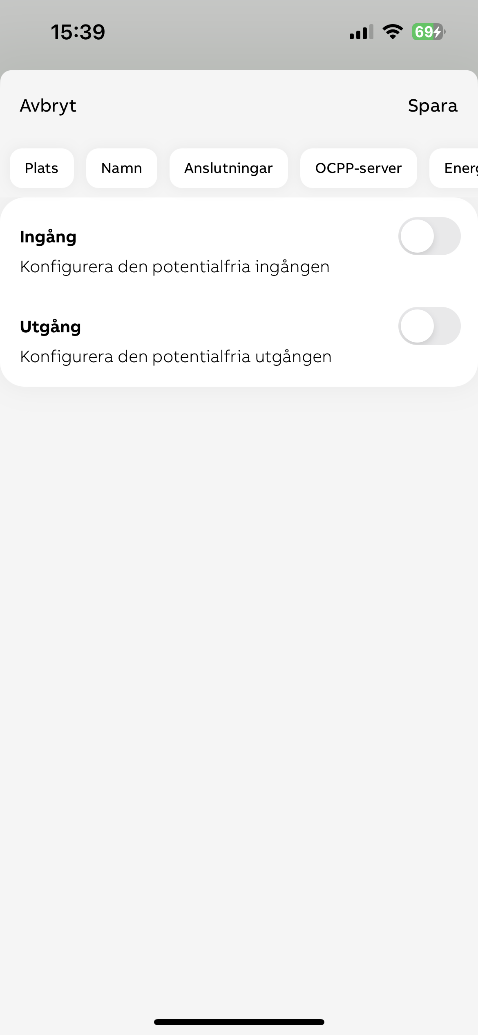 15:39
69
Avbryt
Spara
Plats
Namn
Anslutningar
OCPP-server
Energ
Ingång
Konfigurera den potentialfria ingången
Utgång
Konfigurera den potentialfria utgången